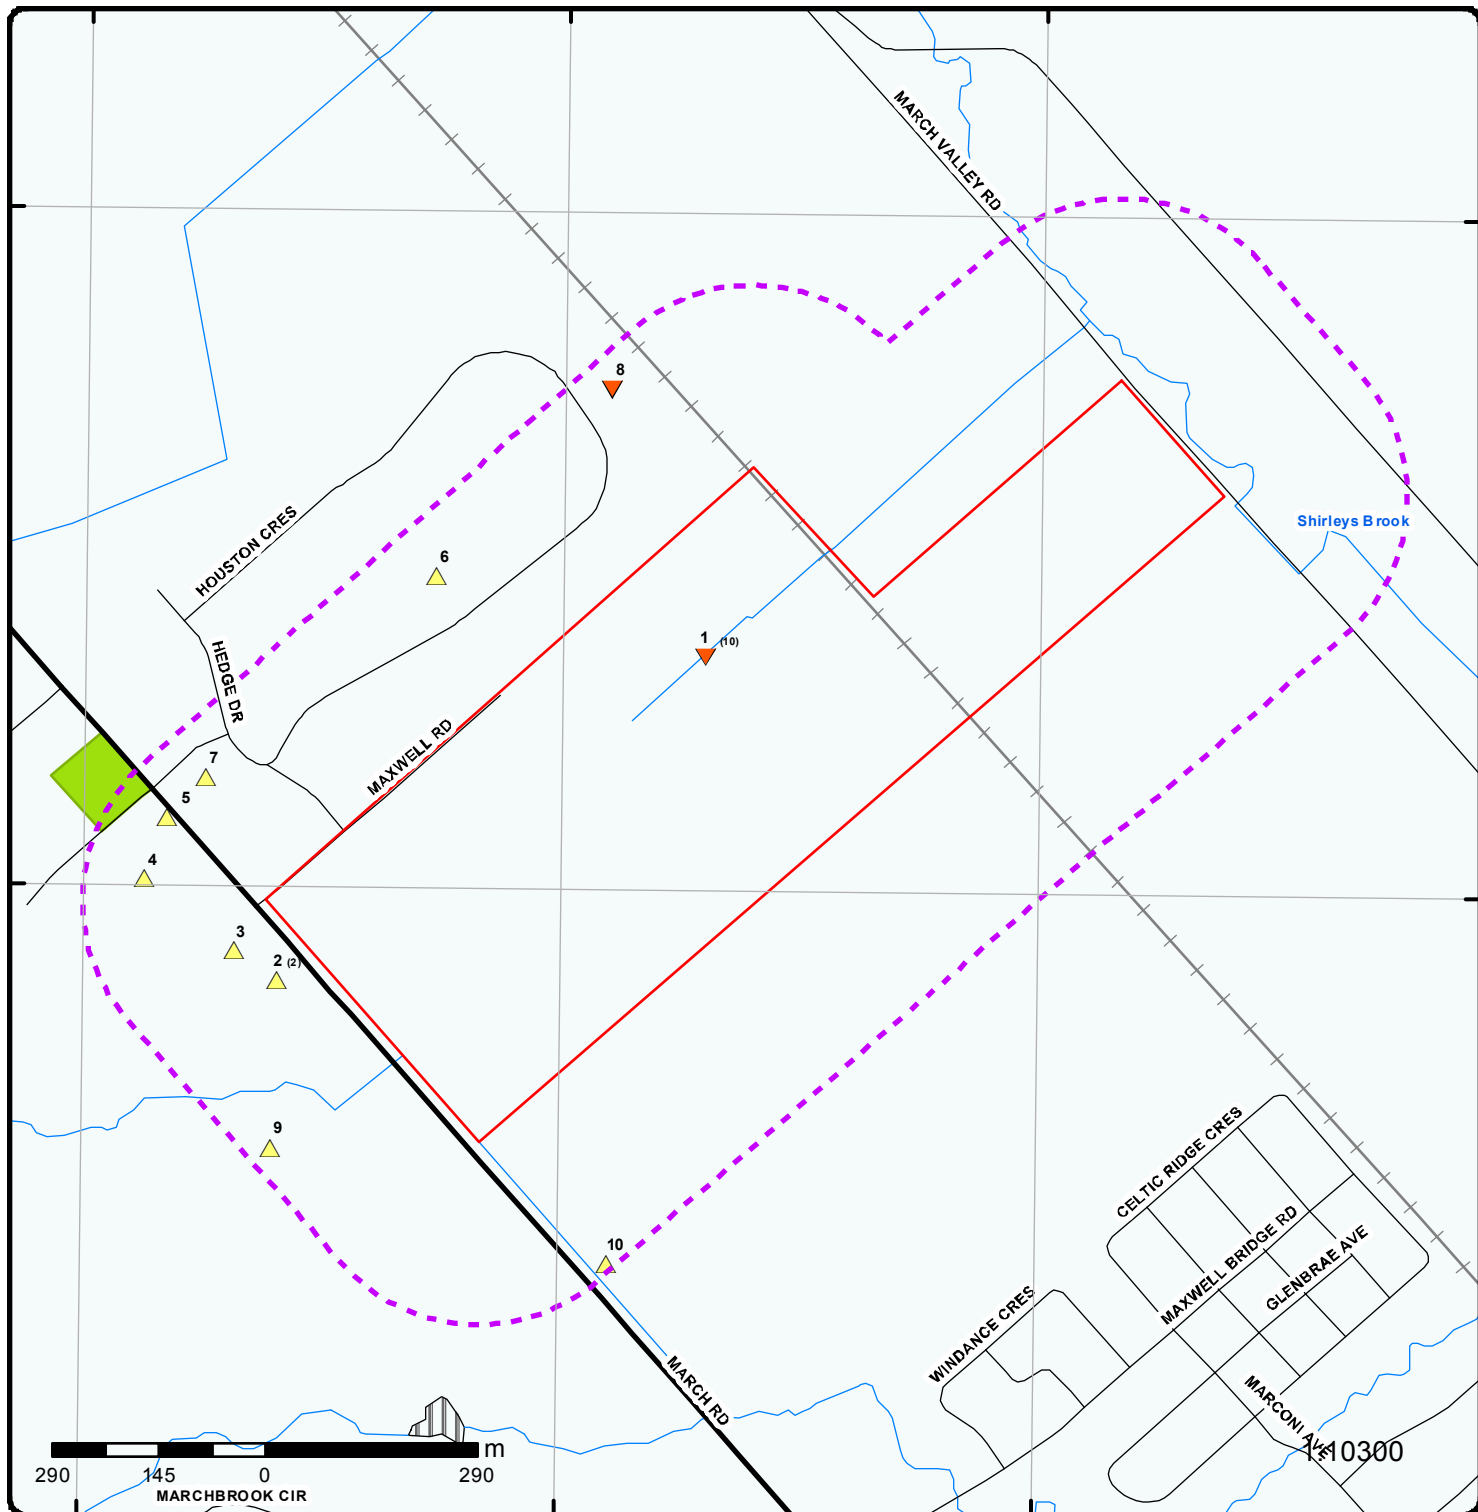 MARCH VALLEY RD
8
Shirleys Brook
HOUSTON CRES
6
HEDGE DR
1 (10)
MAXWELL RD
7
5
4
3
2 (2)
9
10
CELTIC RIDGE CRES
MAXWELL BRIDGE RD
GLENBRAE AVE
WINDANCE CRES
MARCH RD
MARCONI AVE
m
290 145 0 290
MARCHBROOK CIR